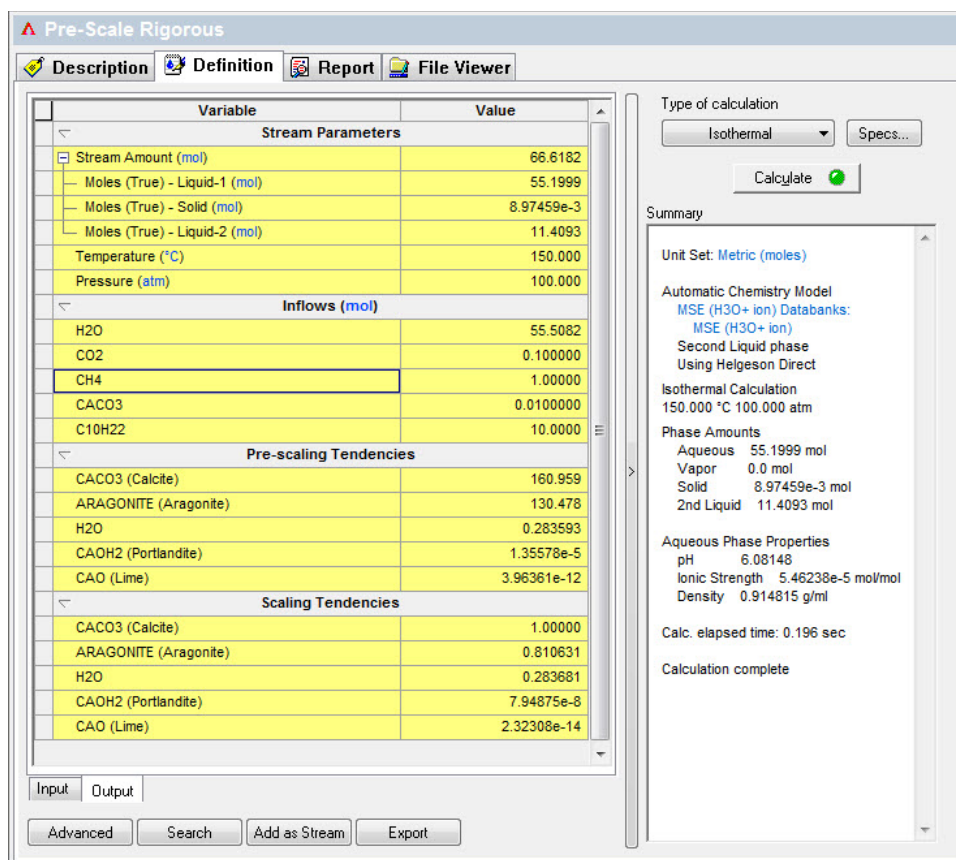 Pre-Scale Rigorous
Description Definition Report File Viewer
Variable Value
Stream Parameters
Stream Amount (mol) 66.6182
Moles (True) - Liquid-1 (mol) 55.1999
Moles (True) - Solid (mol) 8.97459e-3
Moles (True) - Liquid-2 (mol) 11.4093
Temperature (°C) 150.000
Pressure (atm) 100.000
Inflows (mol)
H2O 55.5082
CO2 0.100000
CH4 1.00000
CACO3 0.0100000
C10H22 10.0000
Pre-scaling Tendencies
CACO3 (Calcite) 160.959
ARAGONITE (Aragonite) 130.478
H2O 0.283593
CAOH2 (Portlandite) 1.35578e-5
CAO (Lime) 3.96361e-12
Scaling Tendencies
CACO3 (Calcite) 1.00000
ARAGONITE (Aragonite) 0.810631
H2O 0.283681
CAOH2 (Portlandite) 7.94875e-8
CAO (Lime) 2.32308e-14
Input Output
Advanced Search Add as Stream Export
>
Type of calculation
Isothermal Specs...
Calculate
Summary
Unit Set: Metric (moles)
Automatic Chemistry Model
MSE (H3O+ ion) Databanks:
MSE (H3O+ ion)
Second Liquid phase
Using Helgeson Direct
Isothermal Calculation
150.000 °C 100.000 atm
Phase Amounts
Aqueous 55.1999 mol
Vapor 0.0 mol
Solid 8.97459e-3 mol
2nd Liquid 11.4093 mol
Aqueous Phase Properties
pH 6.08148
Ionic Strength 5.46238e-5 mol/mol
Density 0.914815 g/ml
Calc. elapsed time: 0.196 sec
Calculation complete